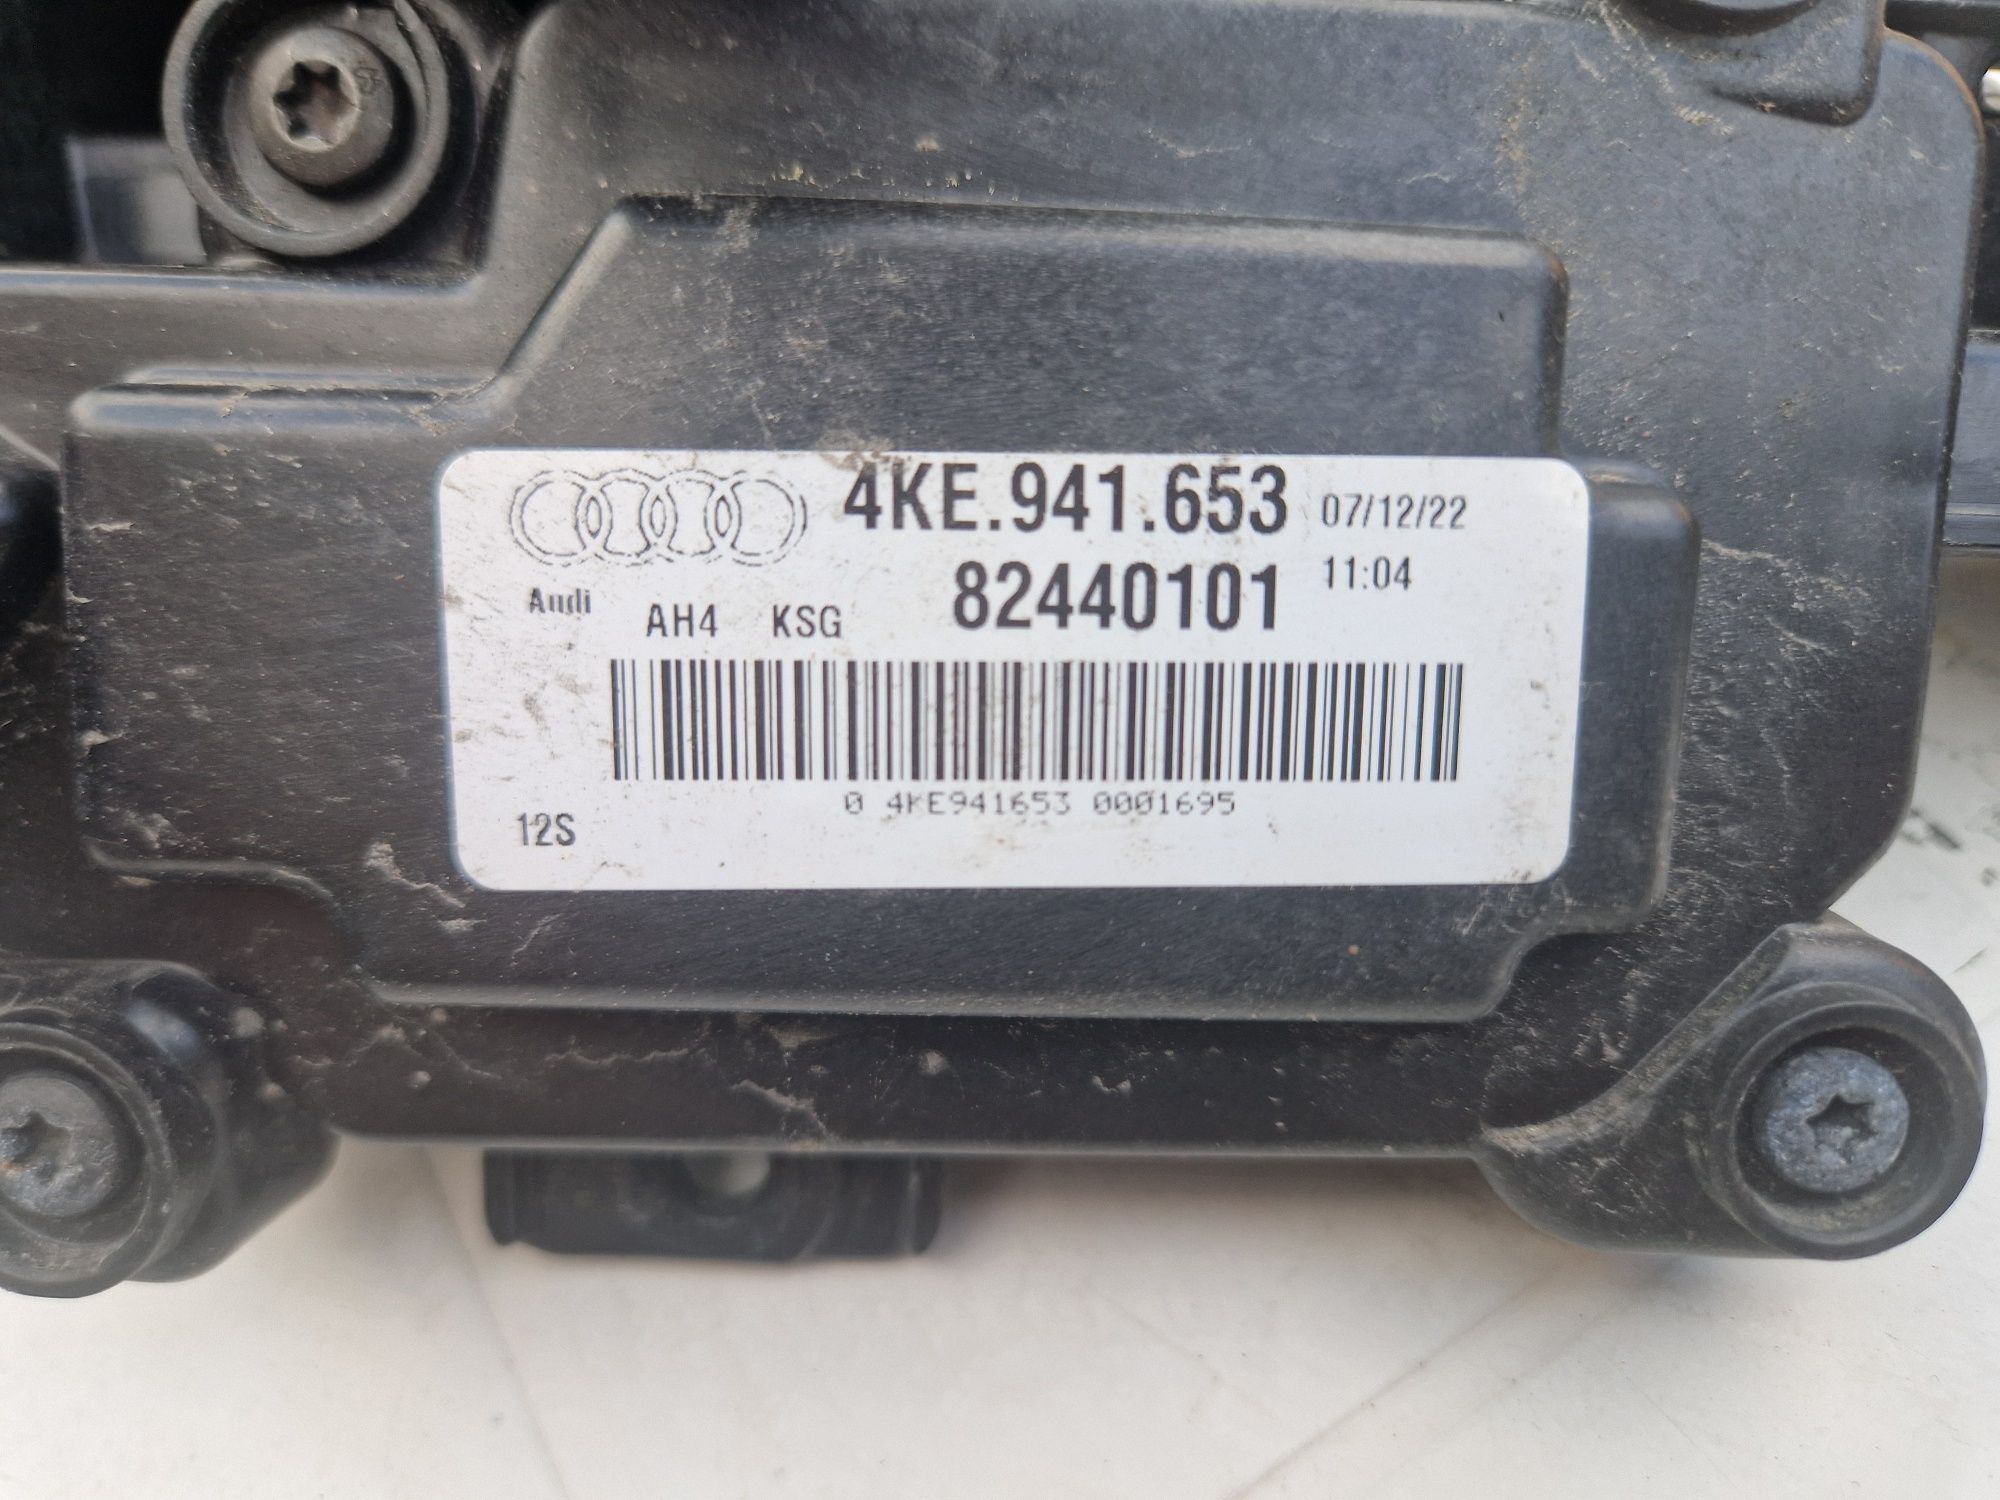 4KE.941.653 07/12/22
82440101 11:04
Audi AH4 KSG
0 4KE941653 0001695
12S